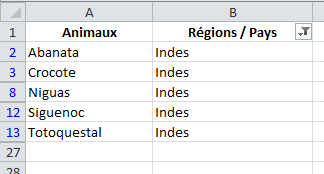 A B
1 Animaux Régions / Pays
2 Abanata Indes
3 Crocote Indes
8 Niguas Indes
12 Siguenoc Indes
13 Totoquestal Indes
27
28